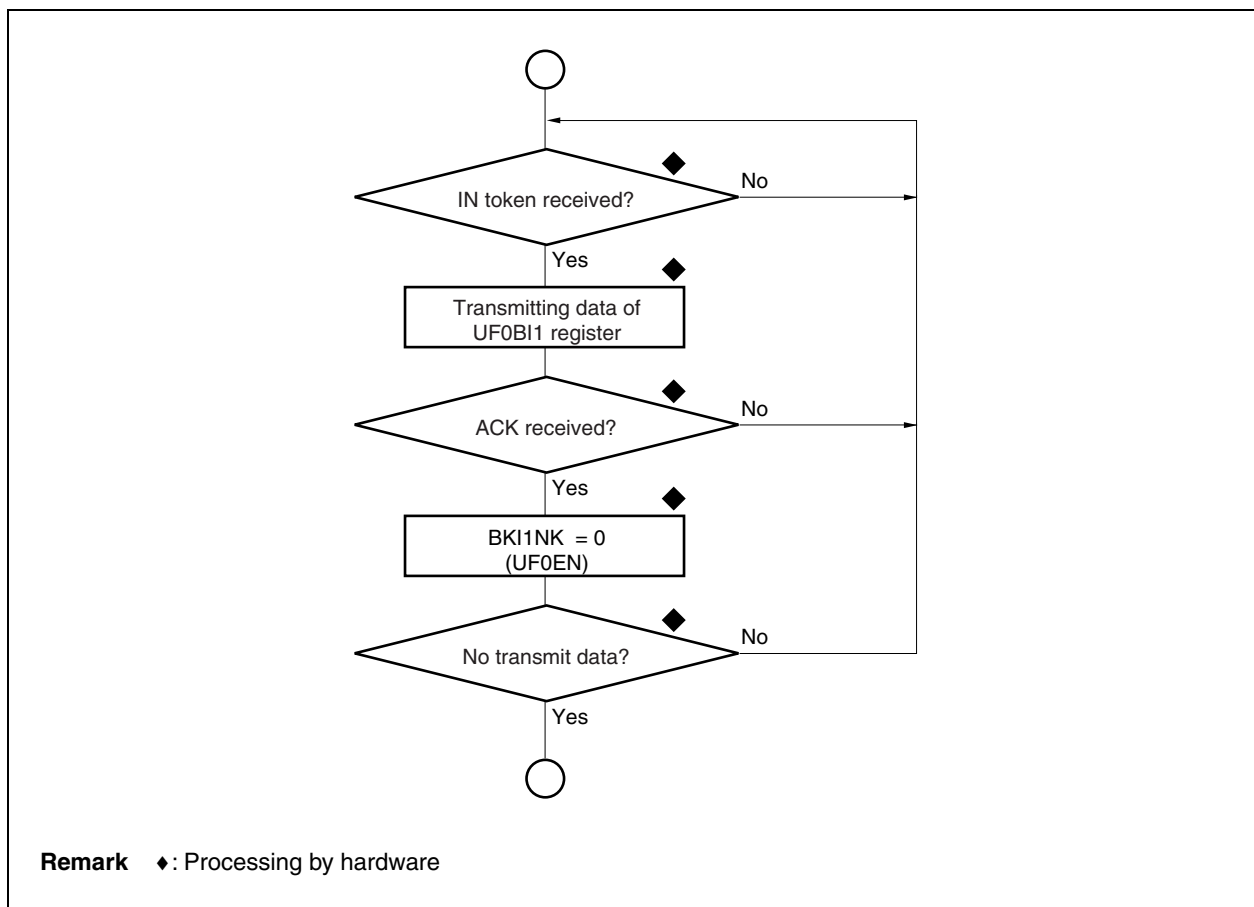 IN token received?
No
Yes
Transmitting data of
UF0BI1 register
ACK received?
No
Yes
BKI1NK = 0
(UF0EN)
No transmit data?
No
Yes
Remark ♦: Processing by hardware